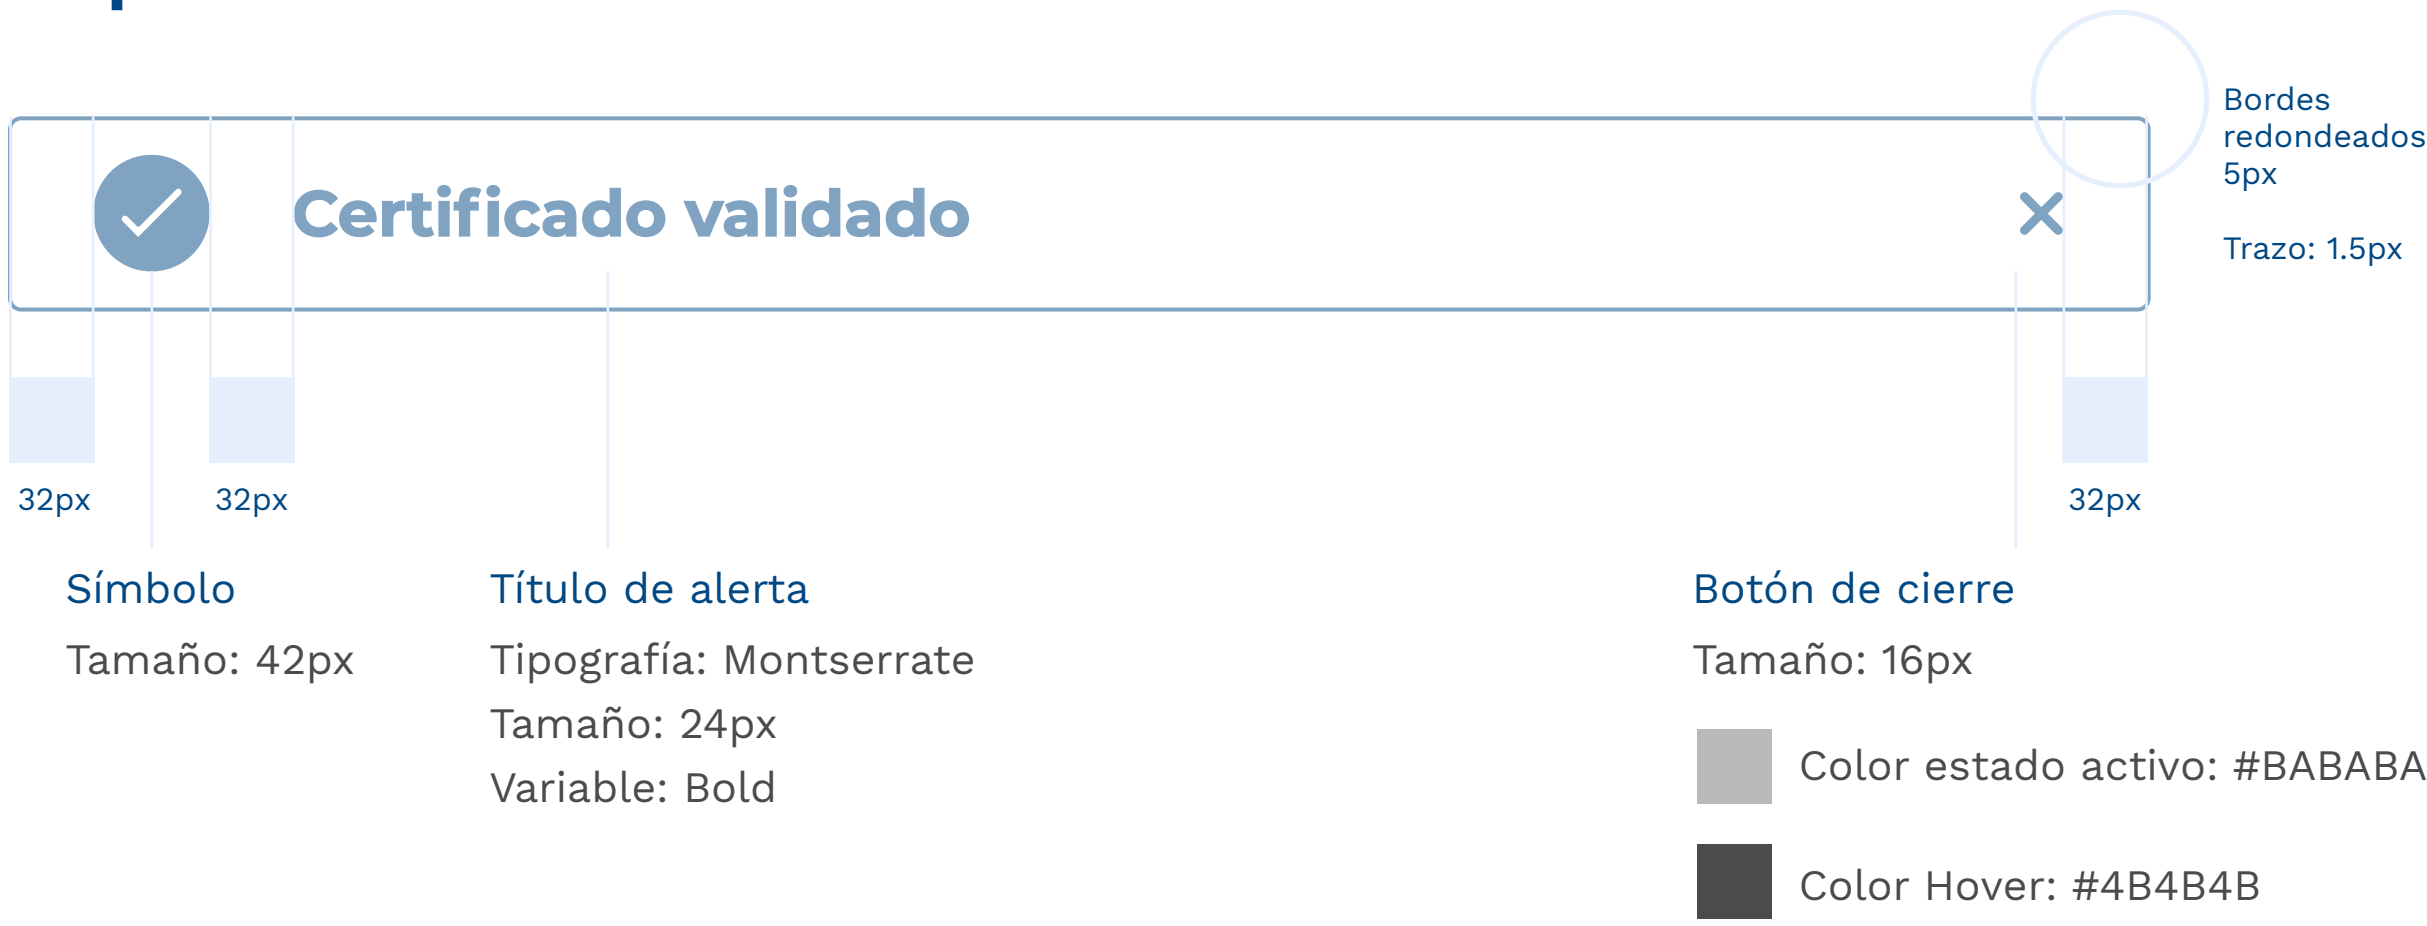 Certificado validado
Bordes
redondeados
5px
Trazo: 1.5px
32px
32px
32px
Símbolo
Tamaño: 42px
Título de alerta
Tipografía: Montserrate
Tamaño: 24px
Variable: Bold
Botón de cierre
Tamaño: 16px
Color estado activo: #BABABA
Color Hover: #4B4B4B